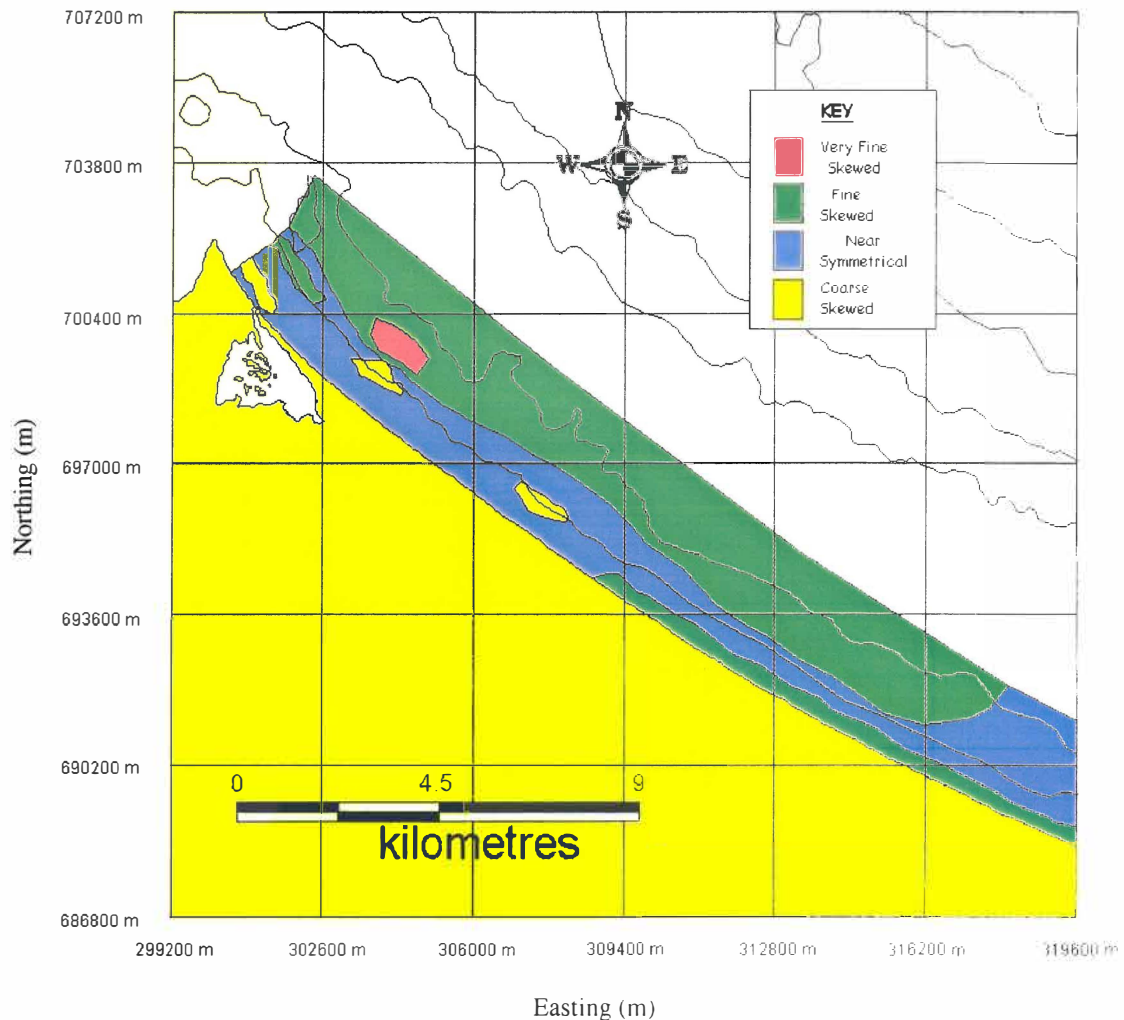 707200 m
703800 m
700400 m
697000 m
693600 m
690200 m
686800 m
Northing (m)
N
W E
S
KEY
Very Fine
Skewed
Fine
Skewed
Near
Symmetrical
Coarse
Skewed
0 4.5 9
kilometres
299200 m 302600 m 306000 m 309400 m 312800 m 316200 m 319600 m
Easting (m)